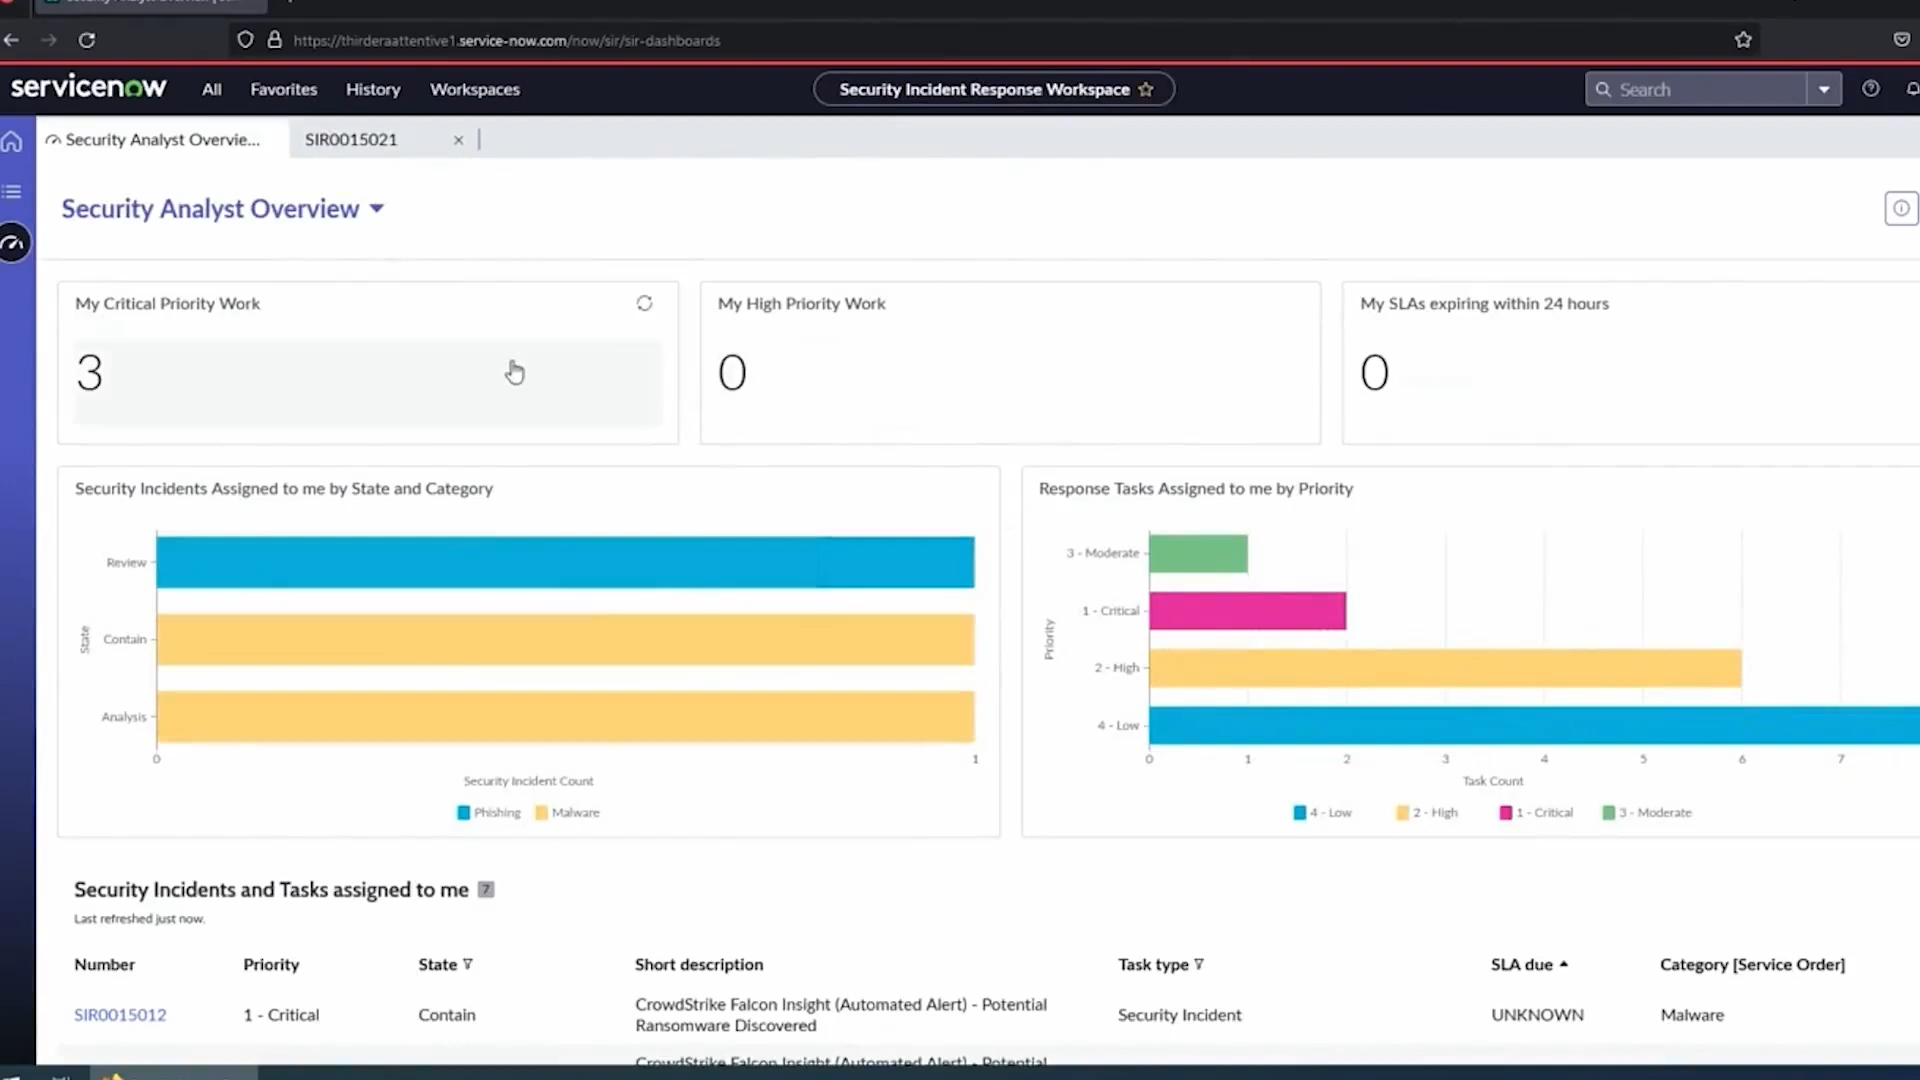 https://thirderaattentive1.service-now.com/now/sir/sir-dashboards
servicenow All Favorites History Workspaces Security Incident Response Workspace Search
Security Analyst Overvie... SIR0015021
Security Analyst Overview
My Critical Priority Work
3
My High Priority Work
0
My SLAs expiring within 24 hours
0
Security Incidents Assigned to me by State and Category
Review
Contain
Analysis
State
0 1
Security Incident Count
Phishing Malware
Response Tasks Assigned to me by Priority
3 - Moderate
1 - Critical
2 - High
4 - Low
Priority
0 1 2 3 4 5 6 7
Task Count
4 - Low 2 - High 1 - Critical 3 - Moderate
Security Incidents and Tasks assigned to me 7
Last refreshed just now.
Number Priority State Short description Task type SLA due Category [Service Order]
SIR0015012 1 - Critical Contain CrowdStrike Falcon Insight (Automated Alert) - Potential Ransomware Discovered Security Incident UNKNOWN Malware
CrowdStrike Falcon Insight (Automated Alert) - Potential